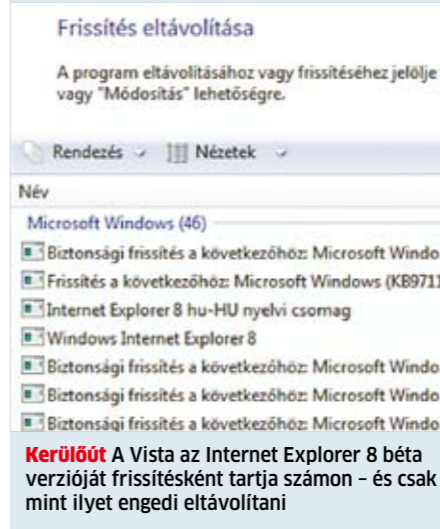 Frissítés eltávolítása
A program eltávolításához vagy frissítéséhez jelölje
vagy "Módosítás" lehetőségre.
Rendezés
Nézetek
Név
Microsoft Windows (46)
Biztonsági frissítés a következőhöz: Microsoft Windo
Frissítés a következőhöz: Microsoft Windows (KB9711
Internet Explorer 8 hu-HU nyelvi csomag
Windows Internet Explorer 8
Biztonsági frissítés a következőhöz: Microsoft Windo
Biztonsági frissítés a következőhöz: Microsoft Windo
Biztonsági frissítés a következőhöz: Microsoft Windo
Kerülőút A Vista az Internet Explorer 8 béta
verzióját frissítésként tartja számon – és csak
mint ilyet engedi eltávolítani